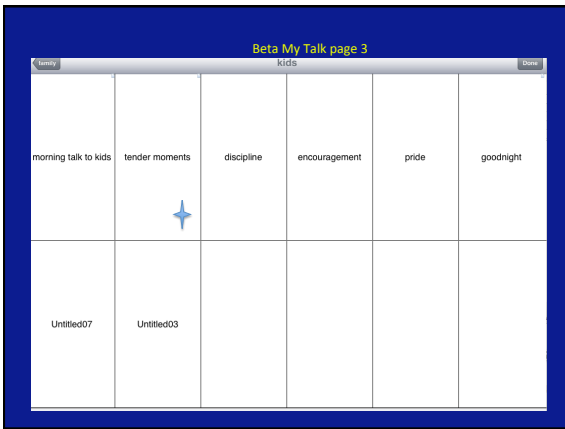 Beta My Talk page 3
family
kids
Done
morning talk to kids
tender moments
discipline
encouragement
pride
goodnight
Untitled07
Untitled03